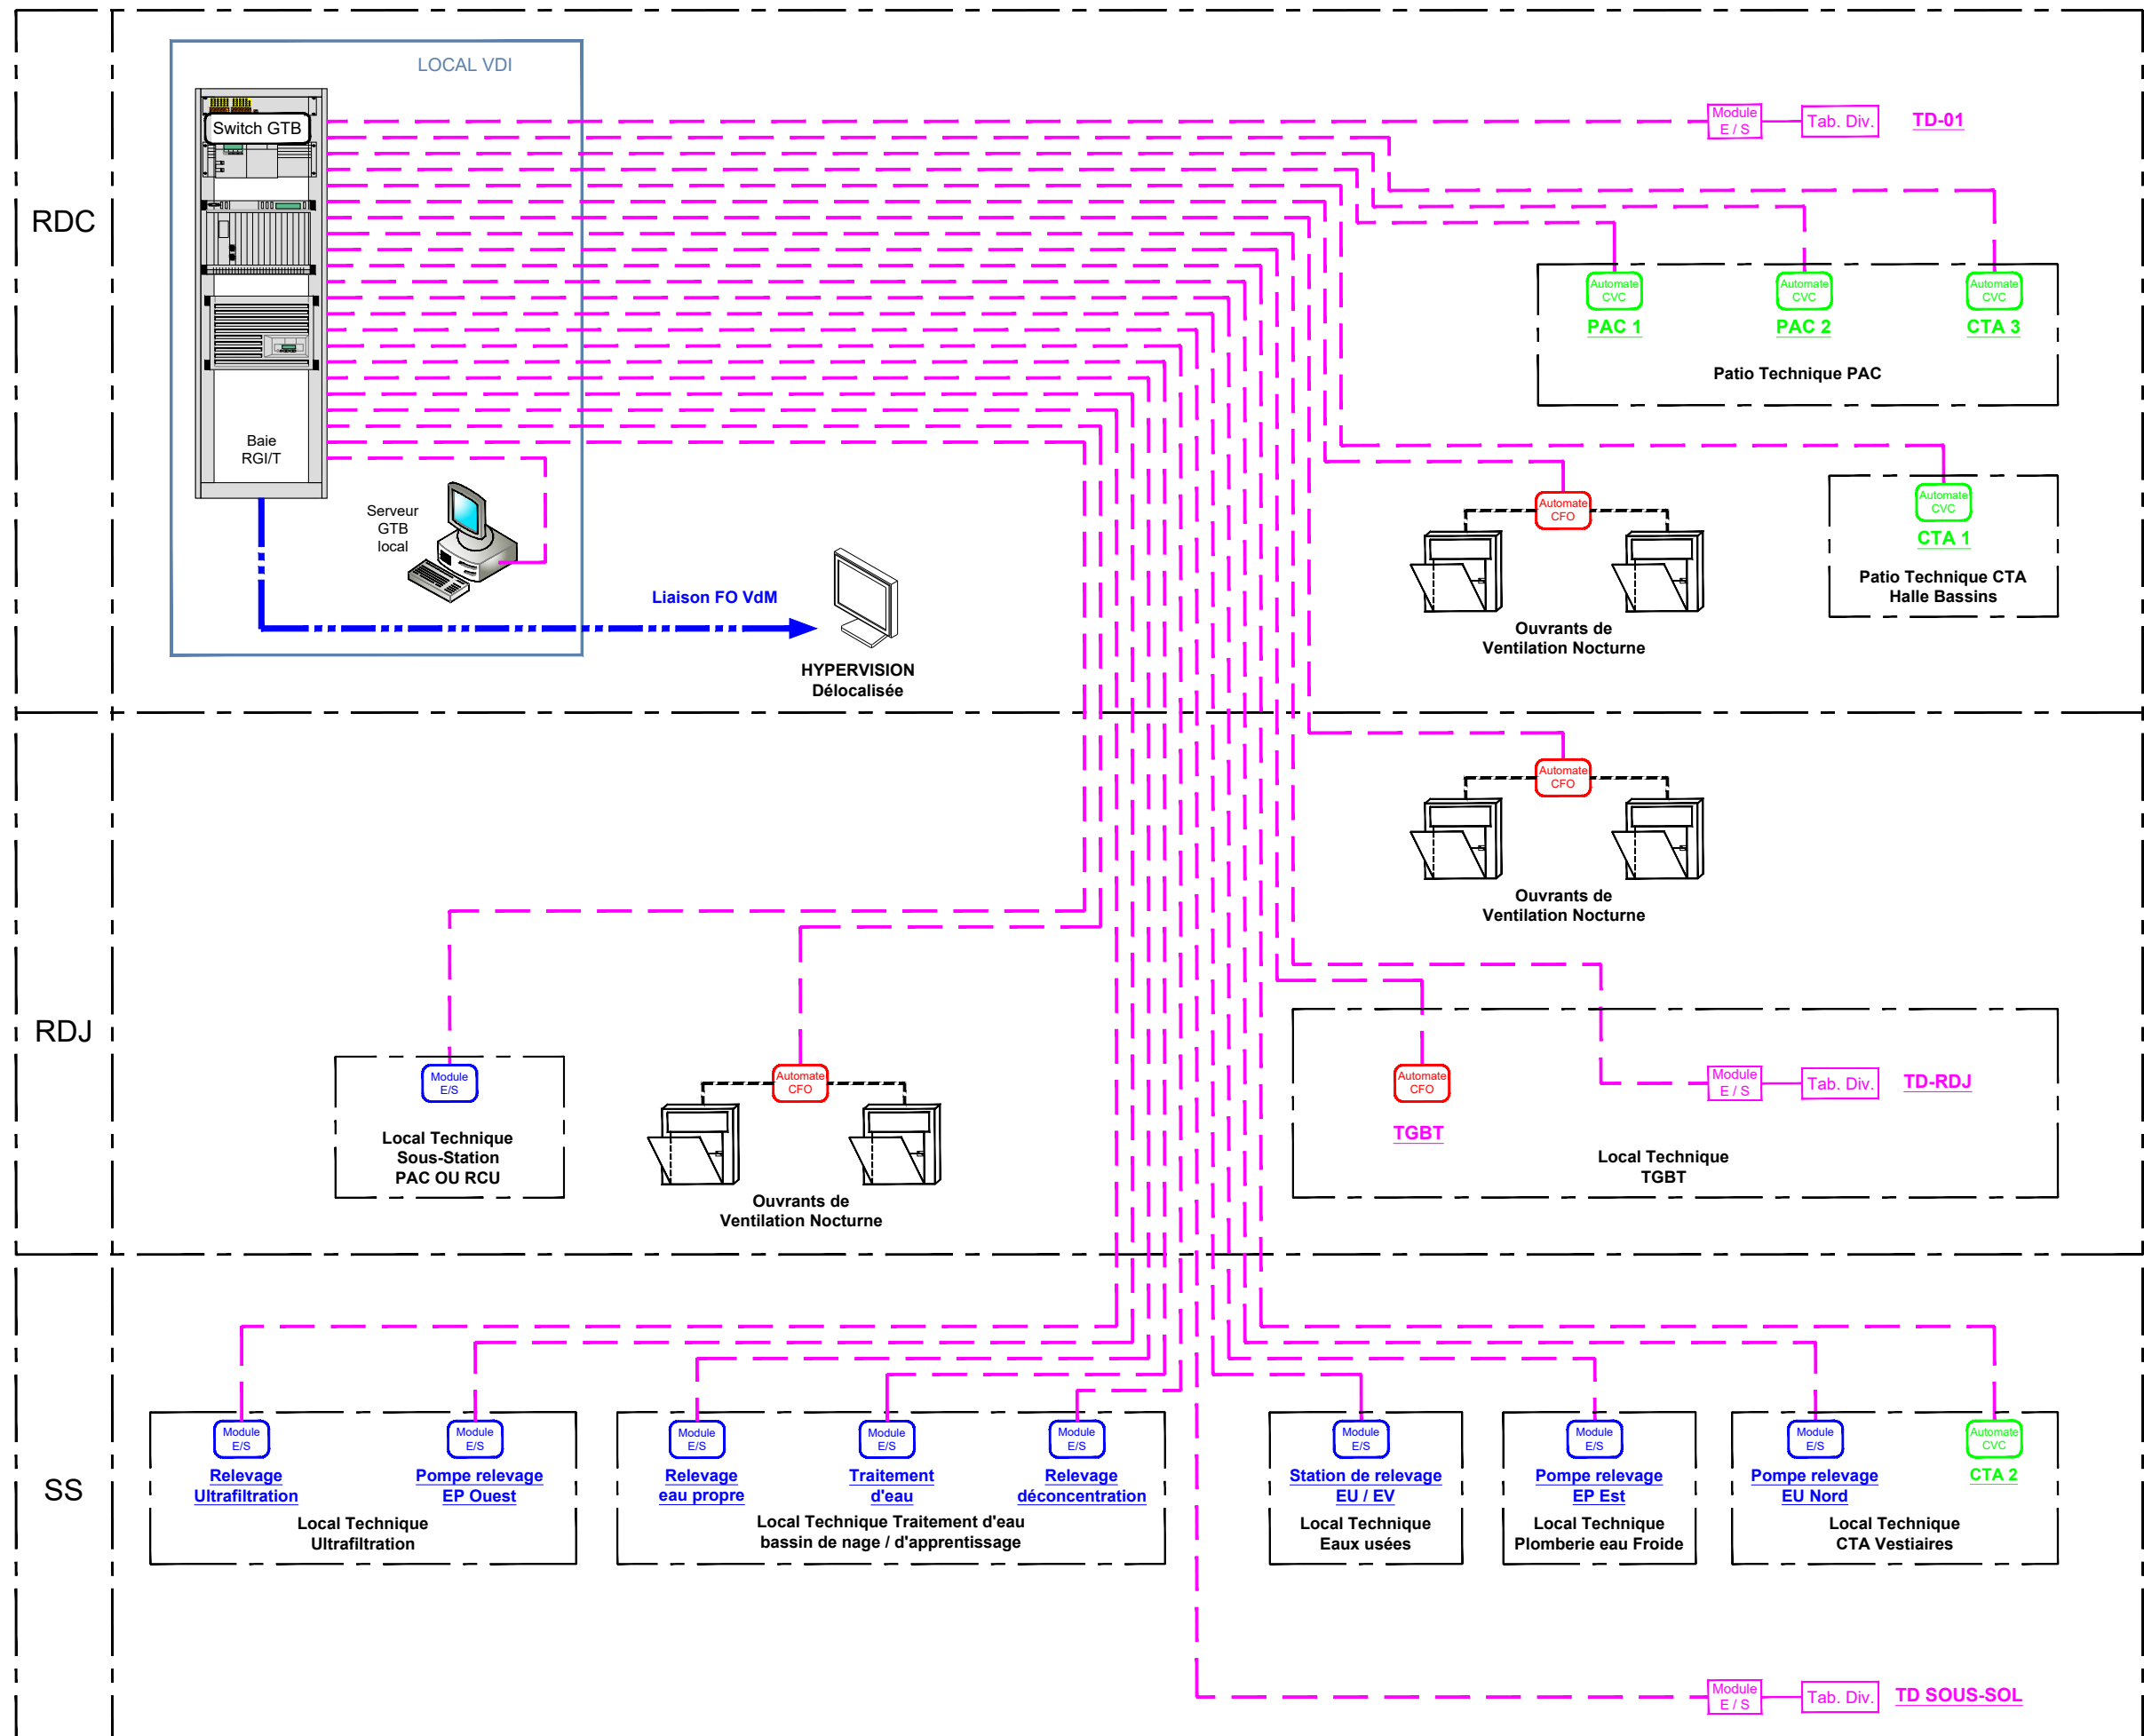 RDC
LOCAL VDI
Switch GTB
Baie
RGI/T
Serveur
GTB
local
Liaison FO VdM
HYPERVISION
Délocalisée
Module
E / S
Tab. Div.
TD-01
Automate
CVC
PAC 1
Automate
CVC
PAC 2
Automate
CVC
CTA 3
Patio Technique PAC
Automate
CFO
Ouvrants de
Ventilation Nocturne
Automate
CVC
CTA 1
Patio Technique CTA
Halle Bassins
RDJ
Automate
CFO
Ouvrants de
Ventilation Nocturne
Module
E/S
Local Technique
Sous-Station
PAC OU RCU
Automate
CFO
Ouvrants de
Ventilation Nocturne
Automate
CFO
TGBT
Module
E / S
Tab. Div.
TD-RDJ
Local Technique
TGBT
SS
Module
E/S
Relevage
Ultrafiltration
Module
E/S
Pompe relevage
EP Ouest
Local Technique
Ultrafiltration
Module
E/S
Relevage
eau propre
Module
E/S
Traitement
d'eau
Module
E/S
Relevage
déconcentration
Local Technique Traitement d'eau
bassin de nage / d'apprentissage
Module
E/S
Station de relevage
EU / EV
Local Technique
Eaux usées
Module
E/S
Pompe relevage
EP Est
Local Technique
Plomberie eau Froide
Module
E/S
Pompe relevage
EU Nord
Automate
CVC
CTA 2
Local Technique
CTA Vestiaires
Module
E / S
Tab. Div.
TD SOUS-SOL